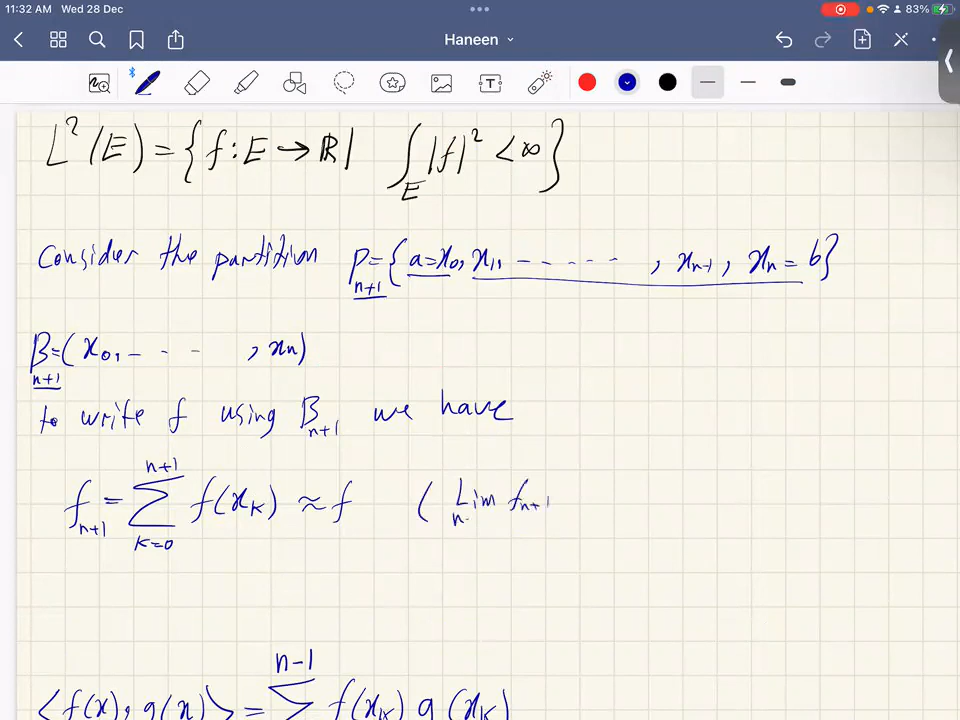 11:32 AM Wed 28 Dec
83%
Haneen
L²(E) = {f : E → ℝ | ∫_E |f|² < ∞}
Consider the partition P_{n+1} = {a = x₀, x₁, - - - - - - , x_{n-1}, x_n = b}
B_{n+1} = (x₀, - - - , x_n)
to write f using B_{n+1} we have
f_{n+1} = ∑_{k=0}^{n+1} f(x_k) ≈ f ( Lim_{n-} f_{n+1}
⟨f(x), g(x)⟩ = ∑^{n-1} f(x_k) g(x_k)